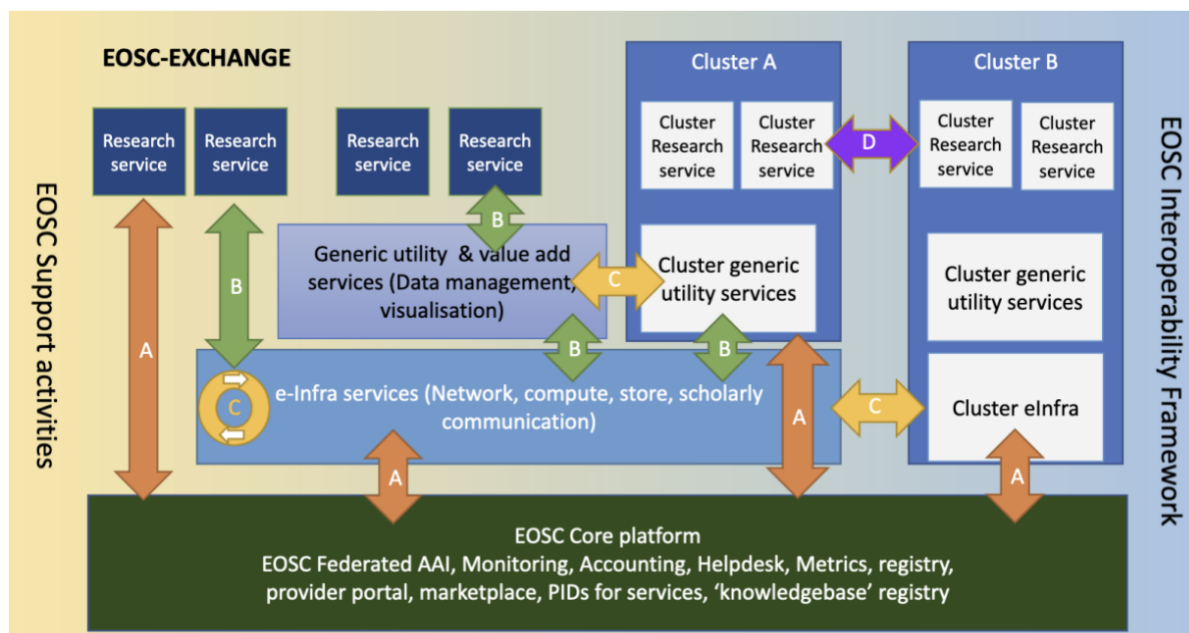 EOSC-EXCHANGE
Cluster A
Cluster B
Research
service
Research
service
Research
service
Research
service
Cluster
Research
service
Cluster
Research
service
D
Cluster
Research
service
Cluster
Research
service
EOSC Support activities
EOSC Interoperability Framework
B
Generic utility & value add
services (Data management,
visualisation)
C
Cluster generic
utility services
Cluster generic
utility services
B
A
B
B
C
e-Infra services (Network, compute, store, scholarly
communication)
A
C
Cluster eInfra
A
A
EOSC Core platform
EOSC Federated AAI, Monitoring, Accounting, Helpdesk, Metrics, registry,
provider portal, marketplace, PIDs for services, ‘knowledgebase’ registry